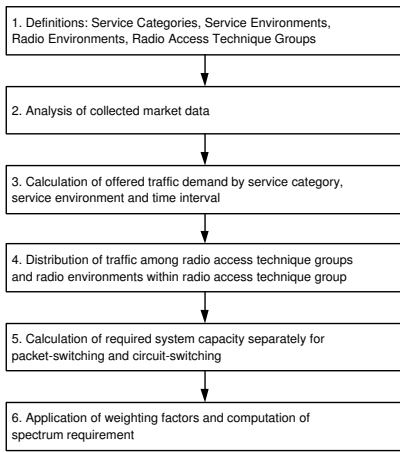 1. Definitions: Service Categories, Service Environments,
Radio Environments, Radio Access Technique Groups
2. Analysis of collected market data
3. Calculation of offered traffic demand by service category,
service environment and time interval
4. Distribution of traffic among radio access technique groups
and radio environments within radio access technique group
5. Calculation of required system capacity separately for
packet-switching and circuit-switching
6. Application of weighting factors and computation of
spectrum requirement